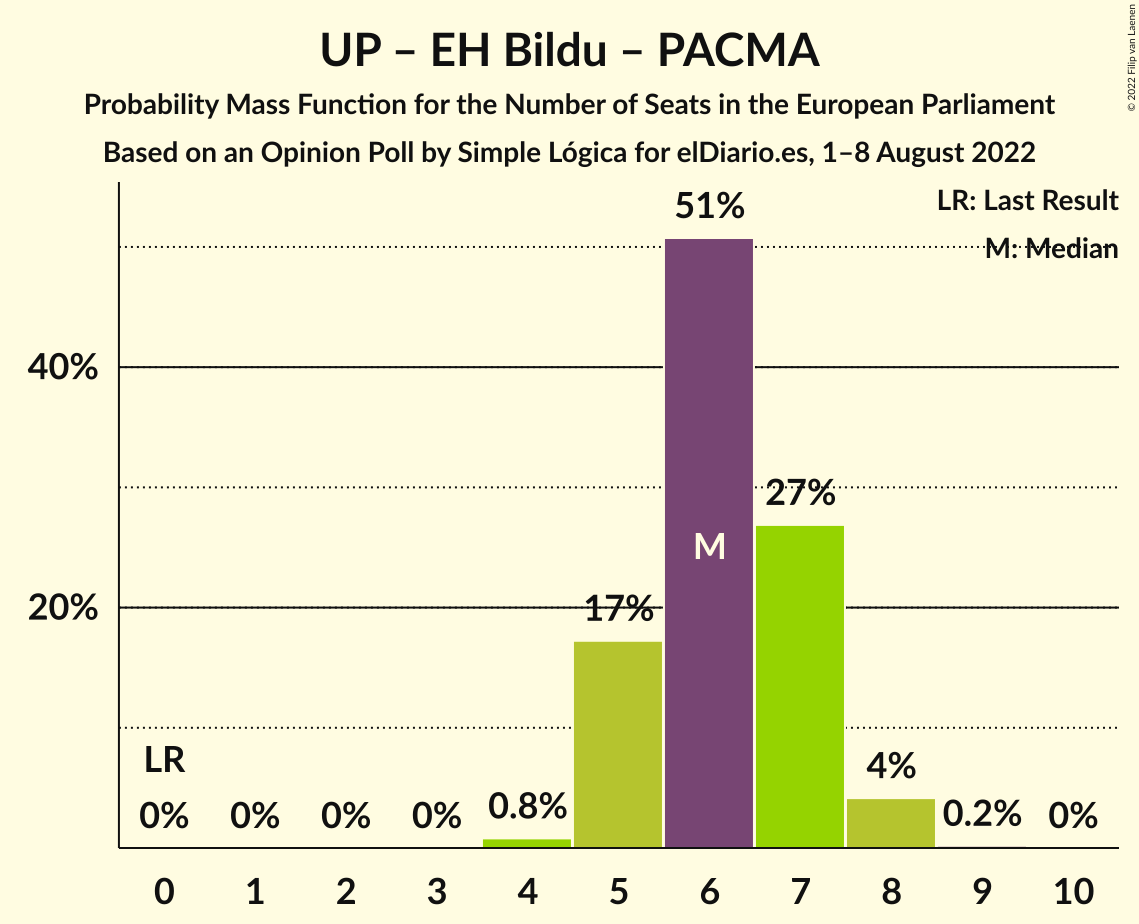 UP – EH Bildu – PACMA
Probability Mass Function for the Number of Seats in the European Parliament
Based on an Opinion Poll by Simple Lógica for elDiario.es, 1–8 August 2022
© 2022 Filip van Laenen
LR: Last Result
M: Median
51%
40%
27%
M
20%
17%
LR
4%
0% 0% 0% 0% 0.8% 0.2% 0%
0 1 2 3 4 5 6 7 8 9 10